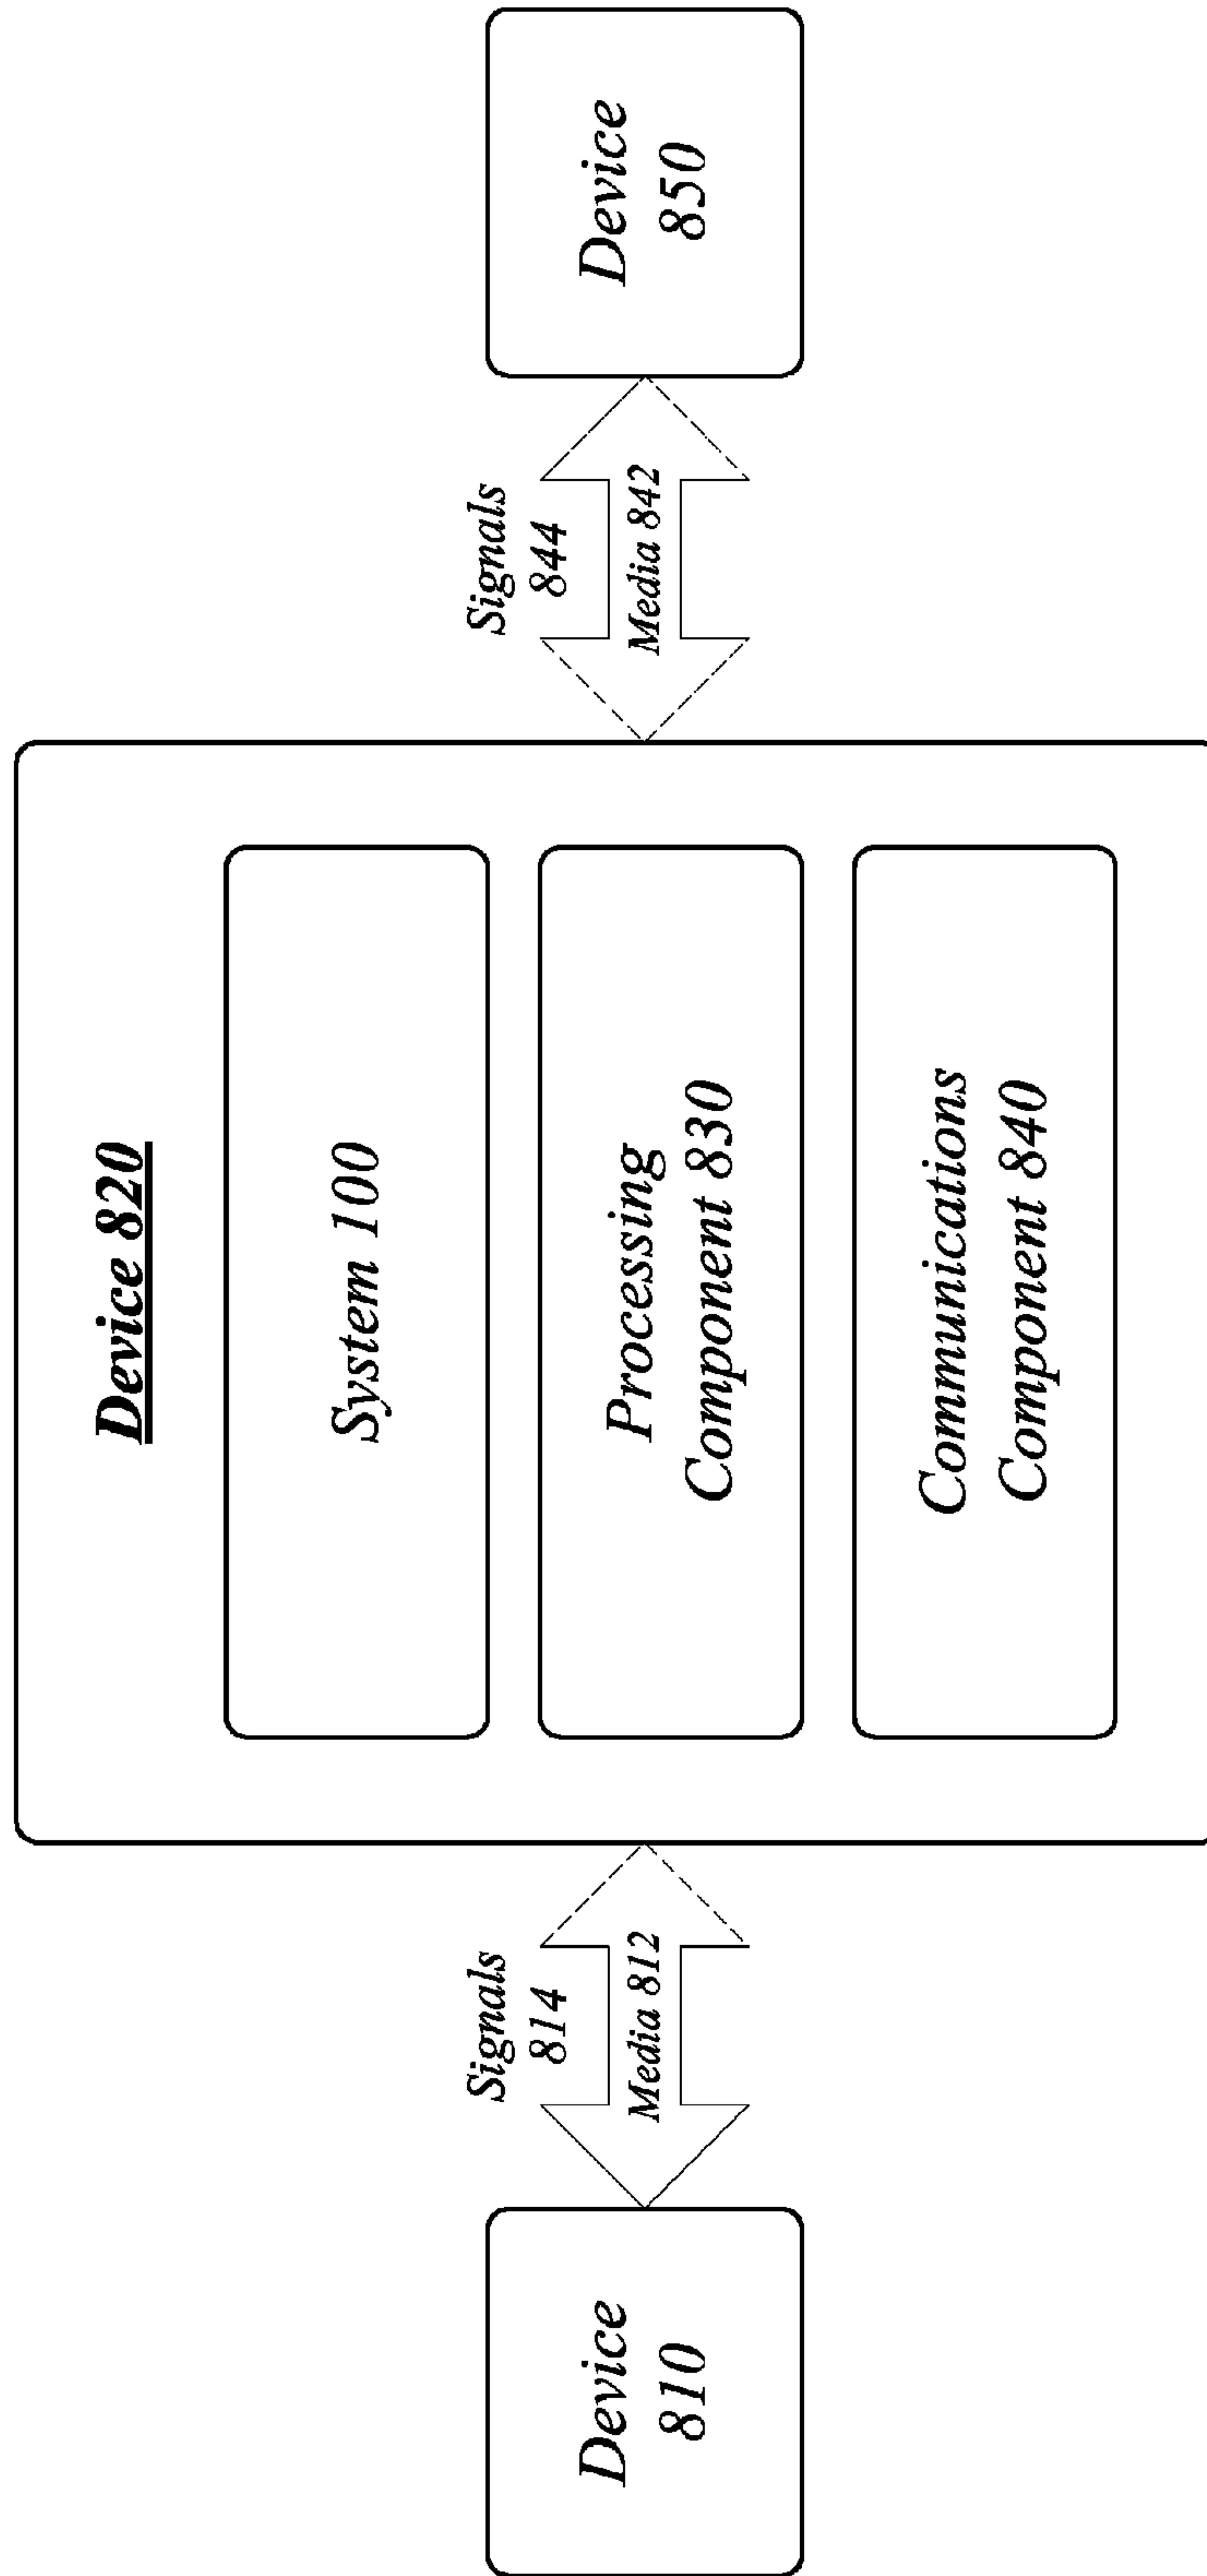 Device 820
System 100
Processing
Component 830
Communications
Component 840
Signals
814
Media 812
Signals
844
Media 842
Device
810
Device
850